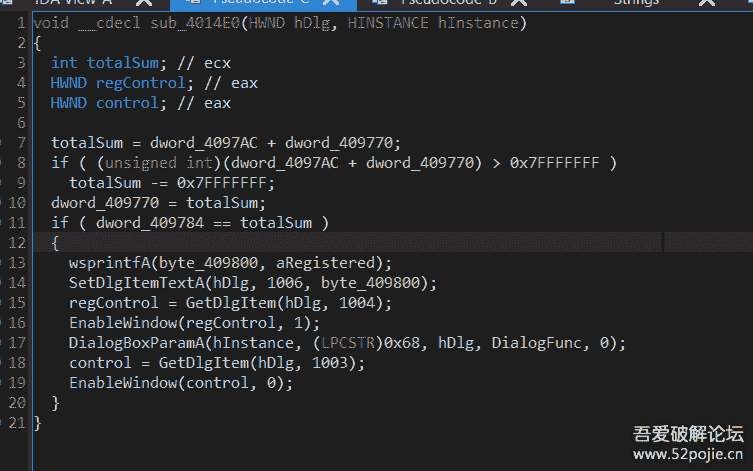 IDA View-A
Pseudocode-C
Pseudocode-B
Strings
1 void __cdecl sub_4014E0(HWND hDlg, HINSTANCE hInstance)
2 {
3 int totalSum; // ecx
4 HWND regControl; // eax
5 HWND control; // eax
6
7 totalSum = dword_4097AC + dword_409770;
8 if ( (unsigned int)(dword_4097AC + dword_409770) > 0x7FFFFFFF )
9 totalSum -= 0x7FFFFFFF;
10 dword_409770 = totalSum;
11 if ( dword_409784 == totalSum )
12 {
13 wsprintfA(byte_409800, aRegistered);
14 SetDlgItemTextA(hDlg, 1006, byte_409800);
15 regControl = GetDlgItem(hDlg, 1004);
16 EnableWindow(regControl, 1);
17 DialogBoxParamA(hInstance, (LPCSTR)0x68, hDlg, DialogFunc, 0);
18 control = GetDlgItem(hDlg, 1003);
19 EnableWindow(control, 0);
20 }
21 }
吾爱破解论坛
www.52pojie.cn